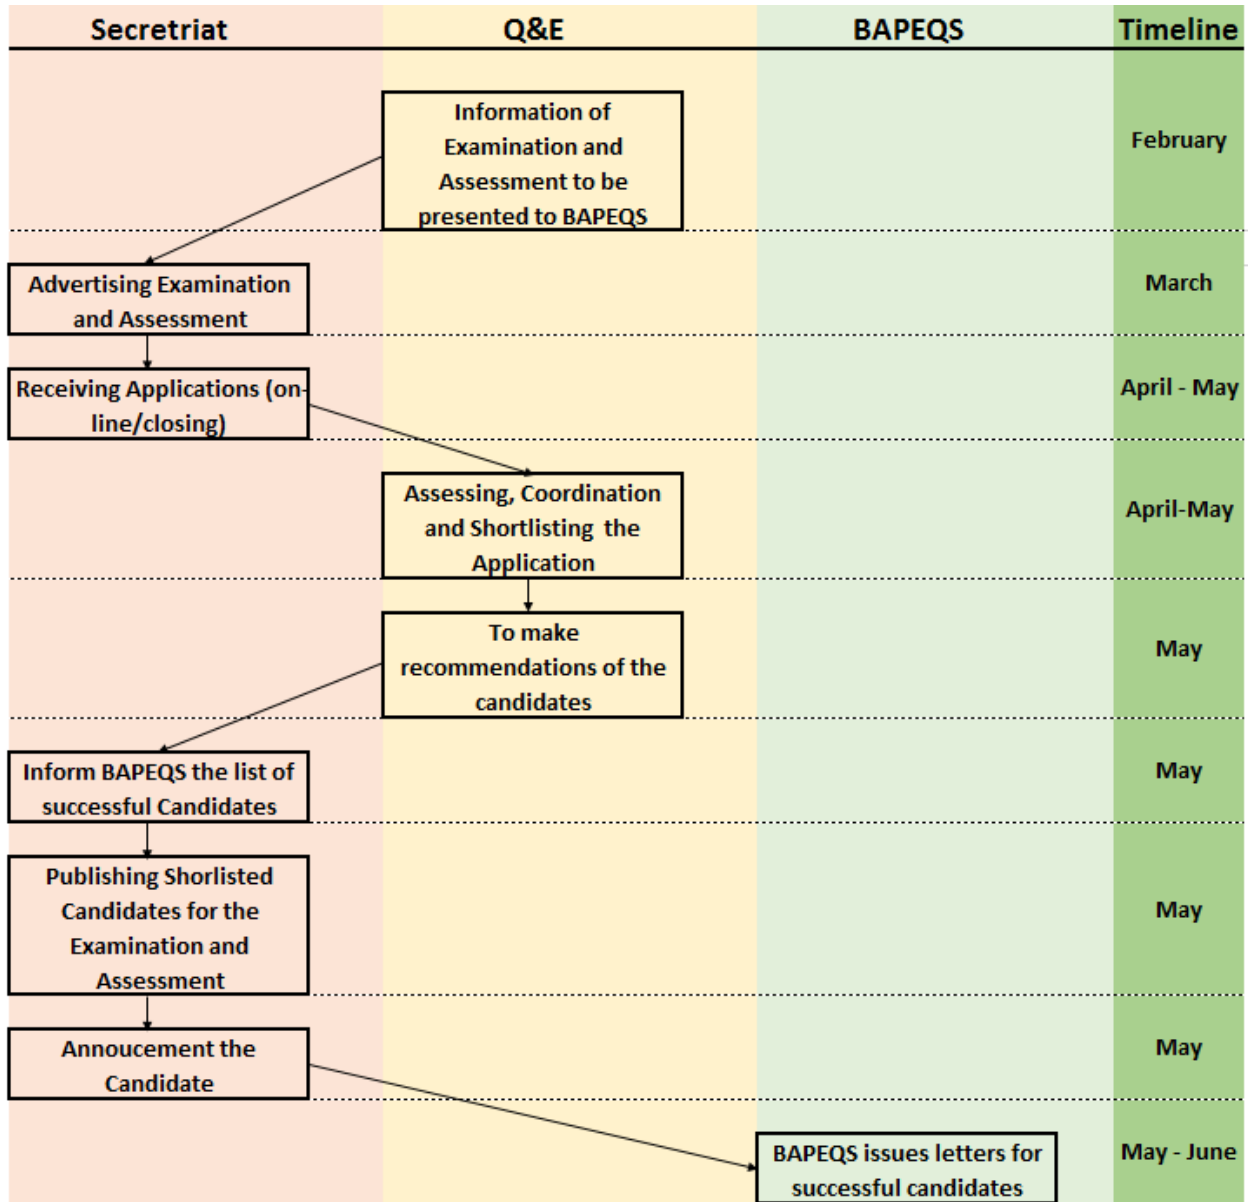 Secretriat Q&E BAPEQS Timeline
Information of
Examination and
Assessment to be
presented to BAPEQS
February
Advertising Examination
and Assessment
March
Receiving Applications (on-
line/closing)
April - May
Assessing, Coordination
and Shortlisting the
Application
April-May
To make
recommendations of the
candidates
May
Inform BAPEQS the list of
successful Candidates
May
Publishing Shorlisted
Candidates for the
Examination and
Assessment
May
Annoucement the
Candidate
May
BAPEQS issues letters for
successful candidates
May - June